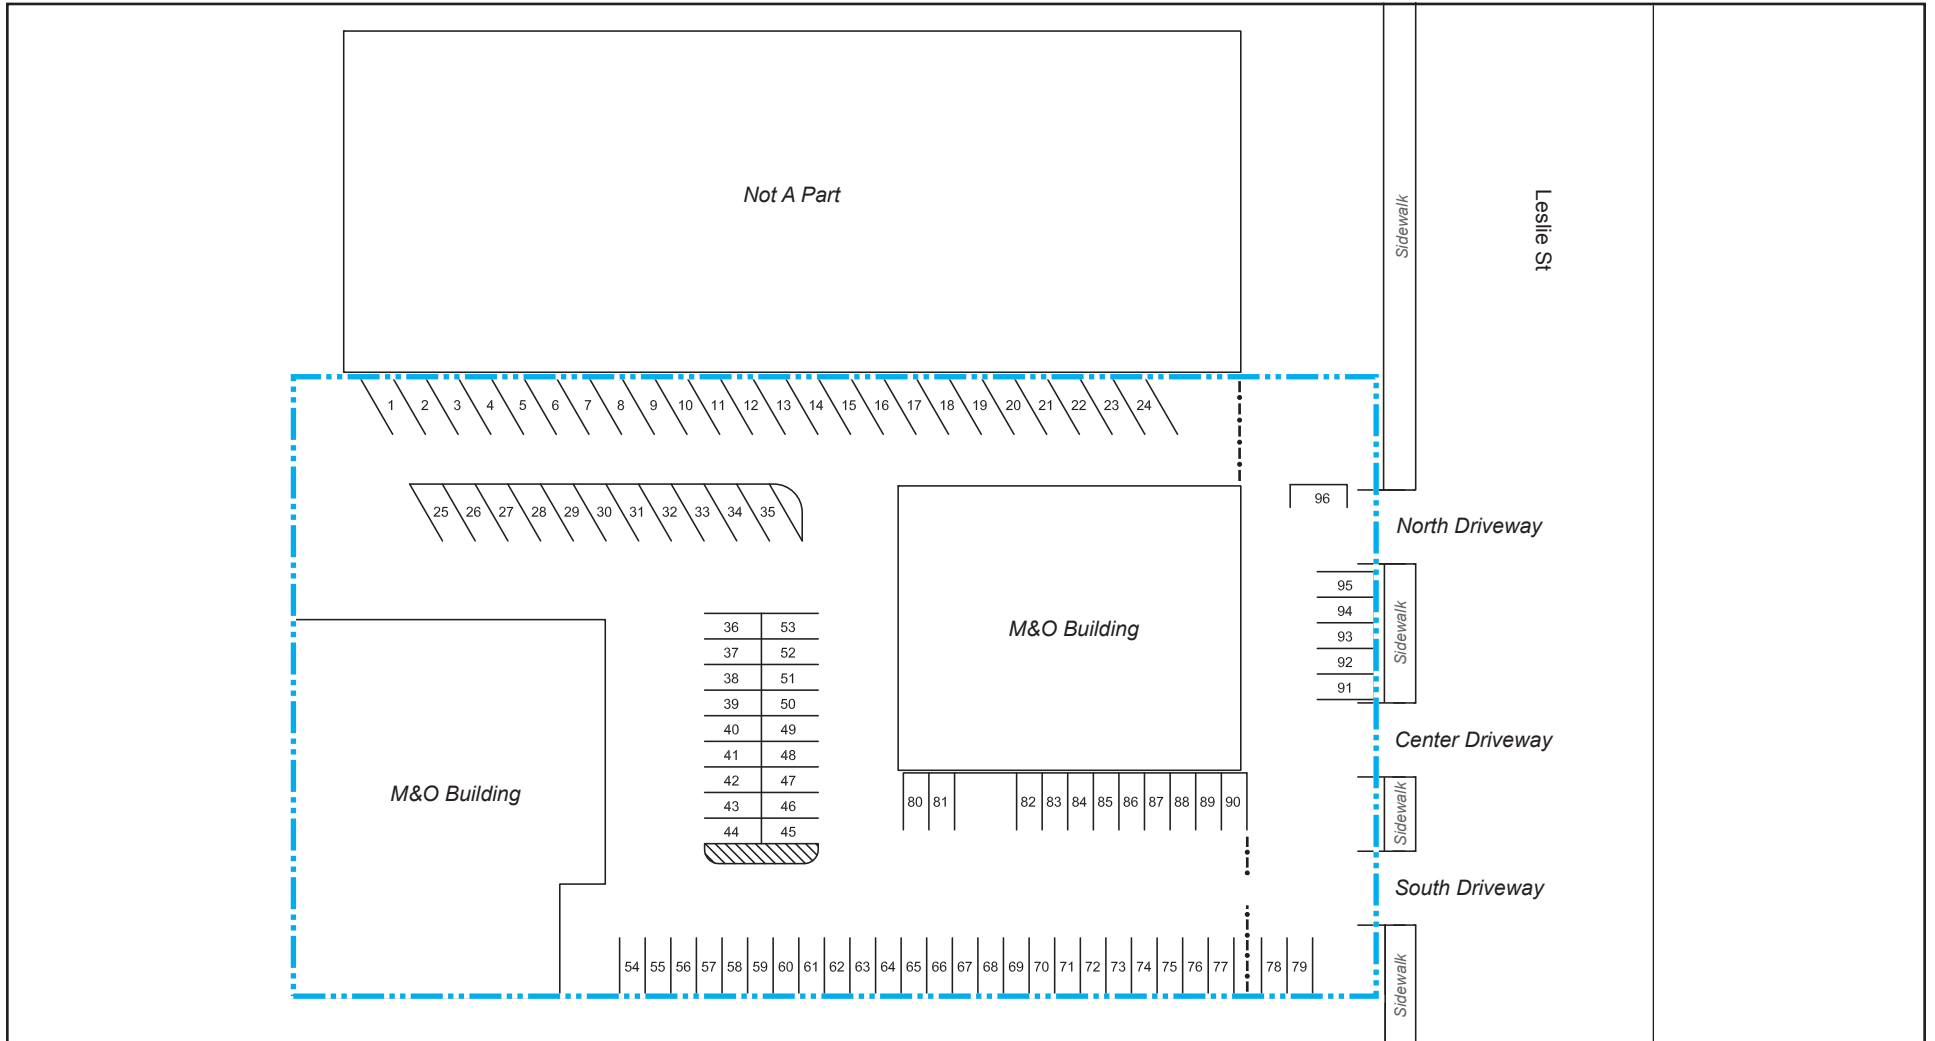 Not A Part
Sidewalk
Leslie St
1 2 3 4 5 6 7 8 9 10 11 12 13 14 15 16 17 18 19 20 21 22 23 24
25 26 27 28 29 30 31 32 33 34 35
96
North Driveway
95
94
93
92
91
Sidewalk
36 53
37 52
38 51
39 50
40 49
41 48
42 47
43 46
44 45
M&O Building
Center Driveway
M&O Building
80 81 82 83 84 85 86 87 88 89 90
Sidewalk
South Driveway
54 55 56 57 58 59 60 61 62 63 64 65 66 67 68 69 70 71 72 73 74 75 76 77 78 79
Sidewalk